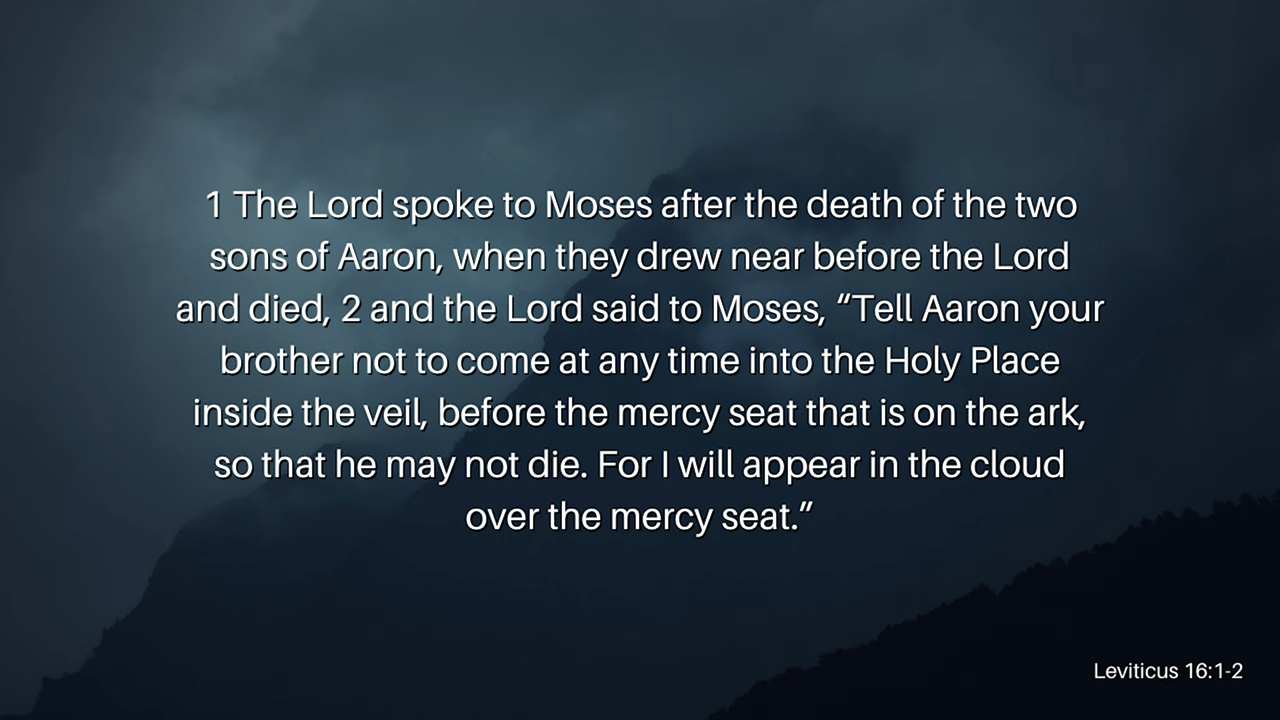 1 The Lord spoke to Moses after the death of the two
sons of Aaron, when they drew near before the Lord
and died, 2 and the Lord said to Moses, “Tell Aaron your
brother not to come at any time into the Holy Place
inside the veil, before the mercy seat that is on the ark,
so that he may not die. For I will appear in the cloud
over the mercy seat.”
Leviticus 16:1-2